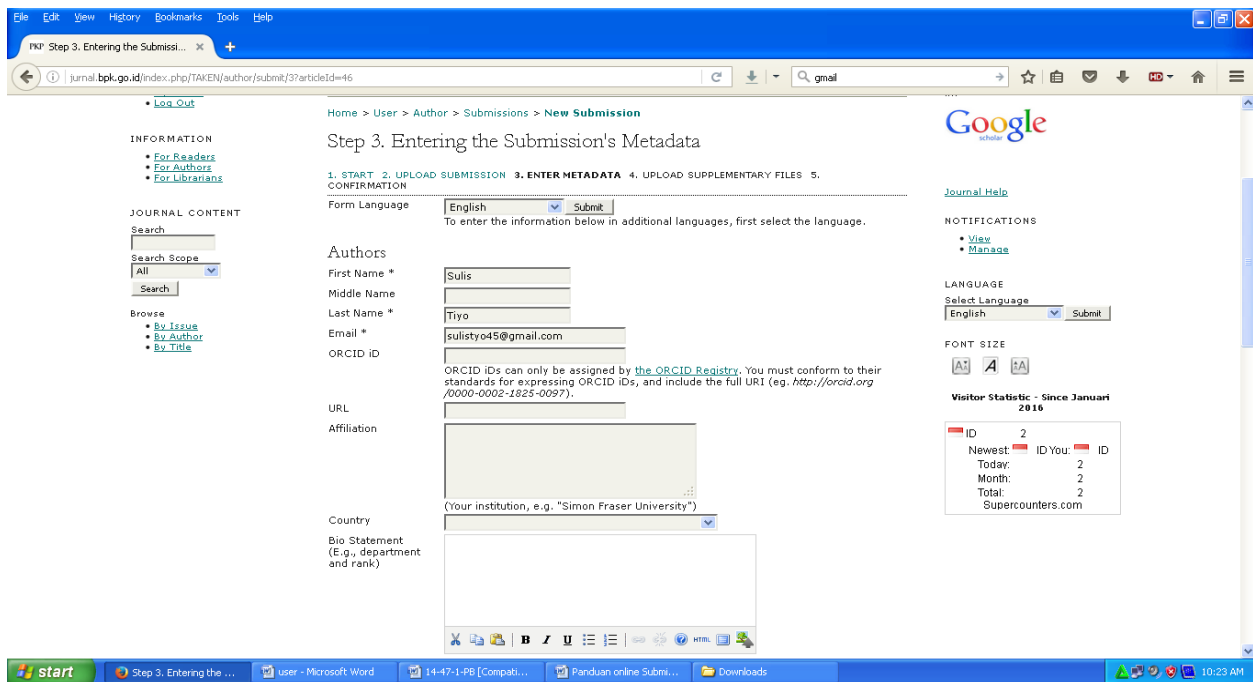 File Edit View History Bookmarks Tools Help
PKP Step 3. Entering the Submissi... × +
jurnal.bpk.go.id/index.php/TAKEN/author/submit/3?articleId=46
gmail
HD
Log Out
INFORMATION
For Readers
For Authors
For Librarians
JOURNAL CONTENT
Search
Search Scope
All
Search
Browse
By Issue
By Author
By Title
Home > User > Author > Submissions > New Submission
Step 3. Entering the Submission's Metadata
1. START 2. UPLOAD SUBMISSION 3. ENTER METADATA 4. UPLOAD SUPPLEMENTARY FILES 5.
CONFIRMATION
Form Language English Submit
To enter the information below in additional languages, first select the language.
Authors
First Name * Sulis
Middle Name
Last Name * Tiyo
Email * sulistyo45@gmail.com
ORCID iD
ORCID iDs can only be assigned by the ORCID Registry. You must conform to their
standards for expressing ORCID iDs, and include the full URI (eg. http://orcid.org
/0000-0002-1825-0097).
URL
Affiliation
(Your institution, e.g. "Simon Fraser University")
Country
Bio Statement
(E.g., department
and rank)
B I U HTML
Google
scholar
Journal Help
NOTIFICATIONS
View
Manage
LANGUAGE
Select Language
English Submit
FONT SIZE
A A A
Visitor Statistic - Since Januari
2016
ID 2
Newest: ID You: ID
Today: 2
Month: 2
Total: 2
Supercounters.com
start Step 3. Entering the ... user - Microsoft Word 14-47-1-PB [Compati... Panduan online Submi... Downloads 10:23 AM